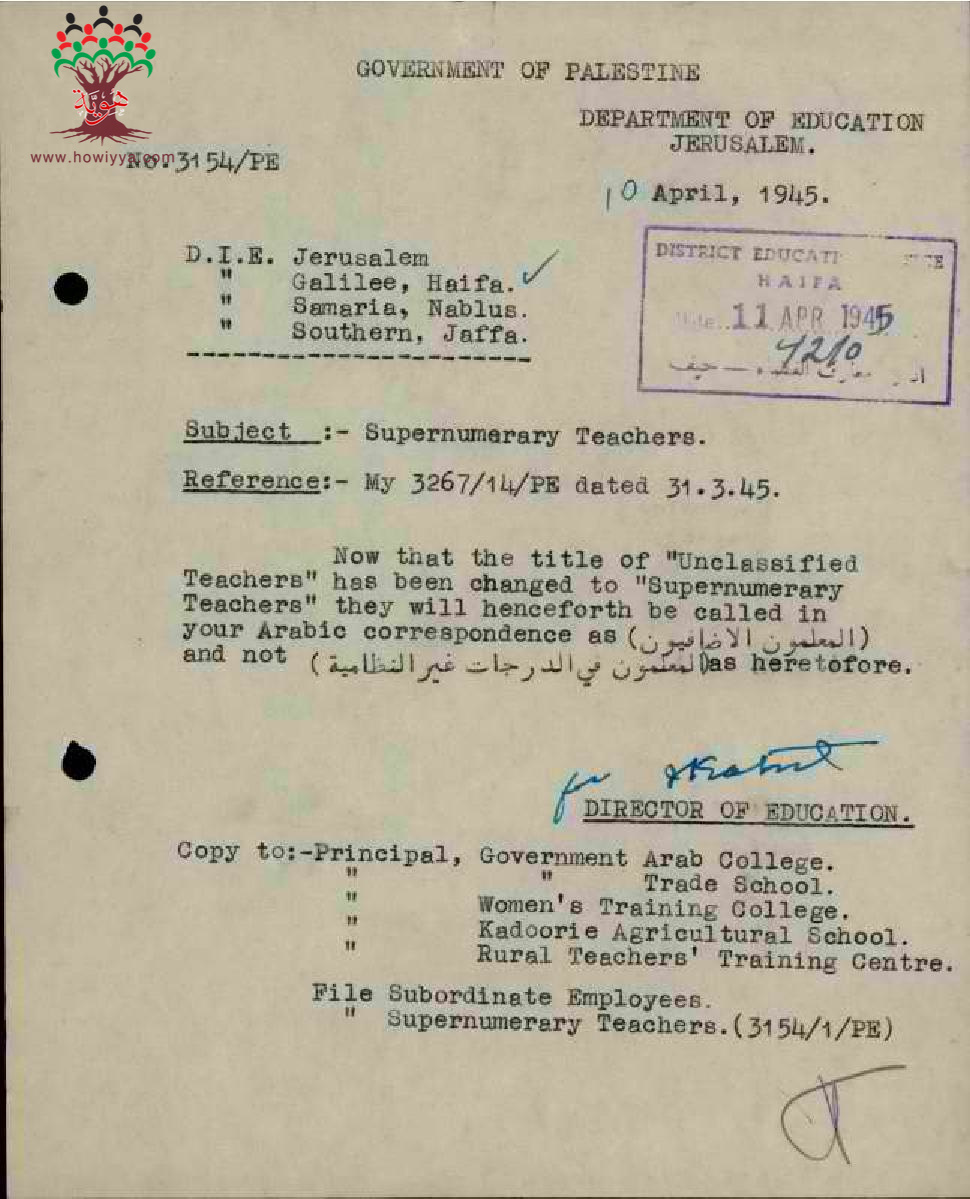 هوية
www.howiyya.com
GOVERNMENT OF PALESTINE
DEPARTMENT OF EDUCATION
JERUSALEM.
No.3154/PE
10 April, 1945.
D.I.E. Jerusalem
" Galilee, Haifa.
" Samaria, Nablus.
" Southern, Jaffa.
DISTRICT
HAIFA
Date 11 APR 1945
4210
Subject :- Supernumerary Teachers.
Reference:- My 3267/14/PE dated 31.3.45.
Now that the title of "Unclassified
Teachers" has been changed to "Supernumerary
Teachers" they will henceforth be called in
your Arabic correspondence as (المعلمون الاضافيون)
and not (المعلمون في الدرجات غير النظامية) as heretofore.
for
DIRECTOR OF EDUCATION.
Copy to:-Principal, Government Arab College.
" " Trade School.
" Women's Training College.
" Kadoorie Agricultural School.
" Rural Teachers' Training Centre.
File Subordinate Employees.
" Supernumerary Teachers.(3154/1/PE)